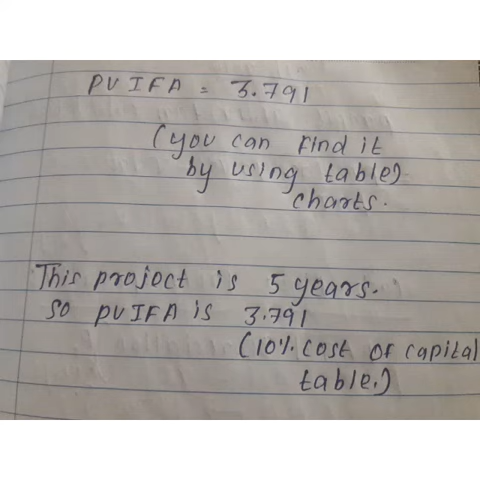 PVIFA = 3.791
(you can find it
by using table)
charts.
This project is 5 years.
so PVIFA is 3.791
(10% cost of capital
table.)